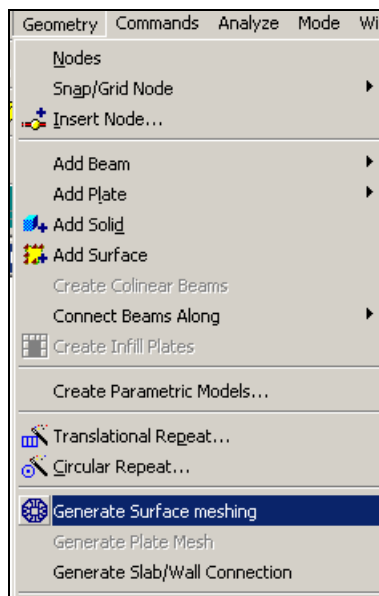 Geometry Commands Analyze Mode Wi
Nodes
Snap/Grid Node
Insert Node...
Add Beam
Add Plate
Add Solid
Add Surface
Create Colinear Beams
Connect Beams Along
Create Infill Plates
Create Parametric Models...
Translational Repeat...
Circular Repeat...
Generate Surface meshing
Generate Plate Mesh
Generate Slab/Wall Connection